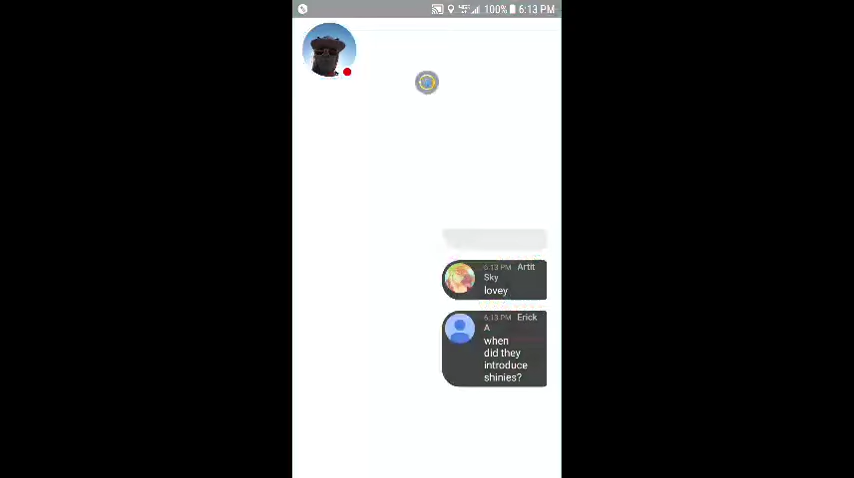 100% 6:13 PM
6:13 PM Artit
Sky
lovey
6:13 PM Erick
A
when
did they
introduce
shinies?